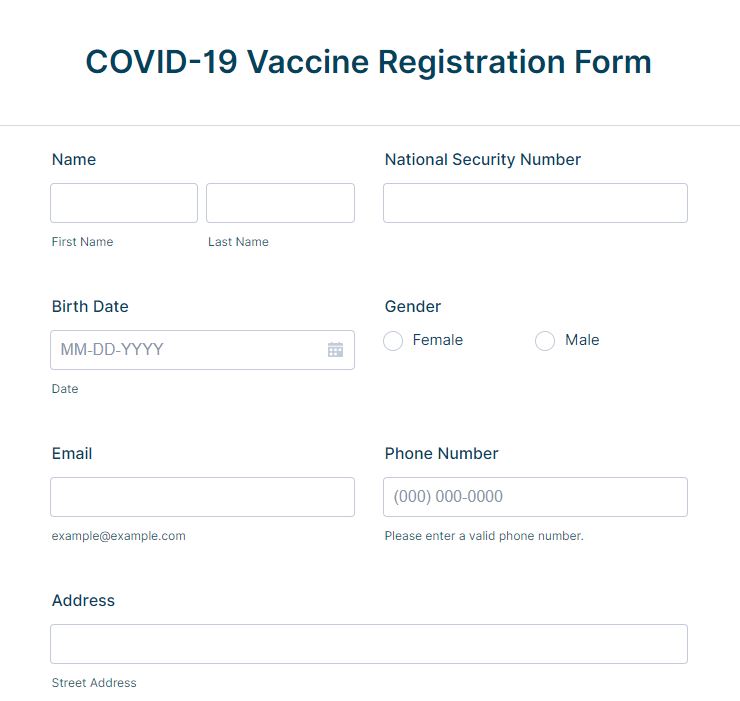 COVID-19 Vaccine Registration Form
Name
National Security Number
First Name
Last Name
Birth Date
Gender
MM-DD-YYYY
Female
Male
Date
Email
Phone Number
(000) 000-0000
example@example.com
Please enter a valid phone number.
Address
Street Address